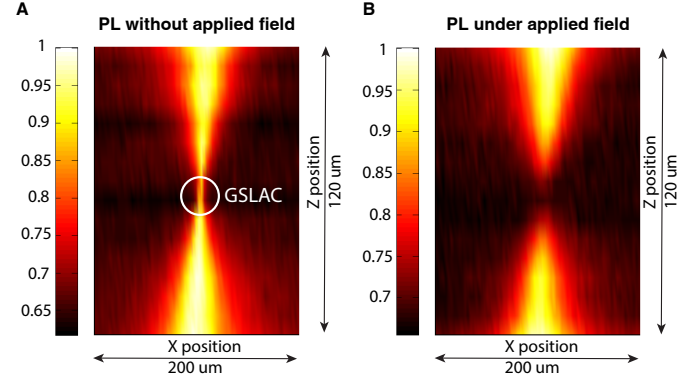 A
PL without applied field
1
0.95
0.9
0.85
0.8
0.75
0.7
0.65
GSLAC
Z position
120 um
X position
200 um
B
PL under applied field
1
0.95
0.9
0.85
0.8
0.75
0.7
Z position
120 um
X position
200 um